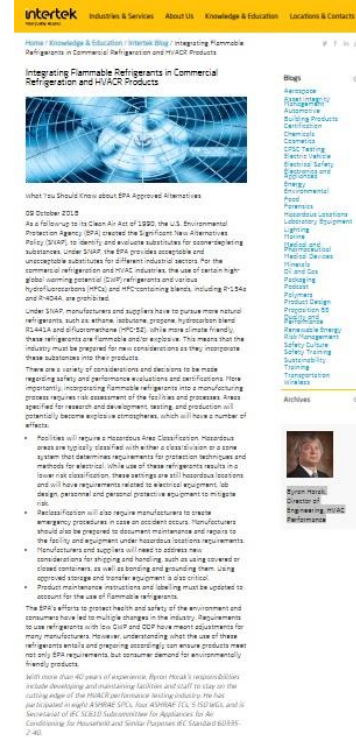 intertek
Industries & Services About Us Knowledge & Education Locations & Contacts
Home / Knowledge & Education / Intertek Blog / Integrating Flammable
Refrigerants in Commercial Refrigeration and HVACR Products
Integrating Flammable Refrigerants in Commercial
Refrigeration and HVACR Products
What You Should Know about EPA Approved Alternatives
09 October 2018
As a follow-up to its Clean Air Act of 1990, the U.S. Environmental
Protection Agency (EPA) created the Significant New Alternatives
Policy (SNAP), to identify and evaluate substitutes for ozone-depleting
substances. Under SNAP, the EPA provides acceptable and
unacceptable substitutes for different industrial sectors. For the
commercial refrigeration and HVAC industries, the use of certain high-
global warming potential (GWP) refrigerants and various
hydrofluorocarbons (HFCs) and HFC-containing blends, including R-134a
and R-404A, are prohibited.
Under SNAP, manufacturers and suppliers have to pursue more natural
refrigerants, such as: ethane, isobutane, propane, hydrocarbon blend
R1441A and difluoromethane (HFC-32). While more climate friendly,
these refrigerants are flammable and/or explosive. This means that the
industry must be prepared for new considerations as they incorporate
these substances into their products.
There are a variety of considerations and decisions to be made
regarding safety and performance evaluations and certifications. More
importantly, incorporating flammable refrigerants into a manufacturing
process requires risk assessment of the facilities and processes. Areas
specified for research and development, testing, and production will
potentially become explosive atmospheres, which will have a number of
effects:
• Facilities will require a Hazardous Area Classification. Hazardous
areas are typically classified with either a class/division or a zone
system that determines requirements for protection techniques and
methods for electrical. While use of these refrigerants results in a
lower risk classification, these settings are still hazardous locations
and will have requirements related to electrical equipment, lab
design, personnel and personal protective equipment to mitigate
risk.
• Reclassification will also require manufacturers to create
emergency procedures in case an accident occurs. Manufacturers
should also be prepared to document maintenance and repairs to
the facility and equipment under hazardous locations requirements.
• Manufacturers and suppliers will need to address new
considerations for shipping and handling, such as using covered or
closed containers, as well as bonding and grounding them. Using
approved storage and transfer equipment is also critical.
• Product maintenance instructions and labelling must be updated to
account for the use of flammable refrigerants.
The EPA's efforts to protect health and safety of the environment and
consumers have led to multiple changes in the industry. Requirements
to use refrigerants with low GWP and ODP have meant adjustments for
many manufacturers. However, understanding what the use of these
refrigerants entails and preparing accordingly can ensure products meet
not only EPA requirements, but consumer demand for environmentally
friendly products.
With more than 40 years of experience, Byron Horak's responsibilities
include developing and maintaining facilities and staff to stay on the
cutting edge of the HVACR performance testing industry. He has
participated in eight ASHRAE SPCs, four ASHRAE TCs, 5 ISO WGs, and is
Secretariat of IEC SC61D Subcommittee for Appliances for Air
Conditioning for Household and Similar Purposes IEC Standard 60335-
2-40.
Blogs
Aerospace
Asset Integrity
Management
Automotive
Building Products
Certification
Chemicals
Cosmetics
CPSC Testing
Electric Vehicle
Electrical Safety
Electronics and
Appliances
Energy
Environmental
Food
Forensics
Hazardous Locations
Laboratory Equipment
Lighting
Marine
Medical and
Pharmaceutical
Medical Devices
Minerals
Oil and Gas
Packaging
Podcast
Polymers
Product Design
Proposition 65
Quality and
Performance
Renewable Energy
Risk Management
Safety Culture
Safety Training
Sustainability
Training
Transportation
Wireless
Archives
Byron Horak,
Director of
Engineering, HVAC
Performance